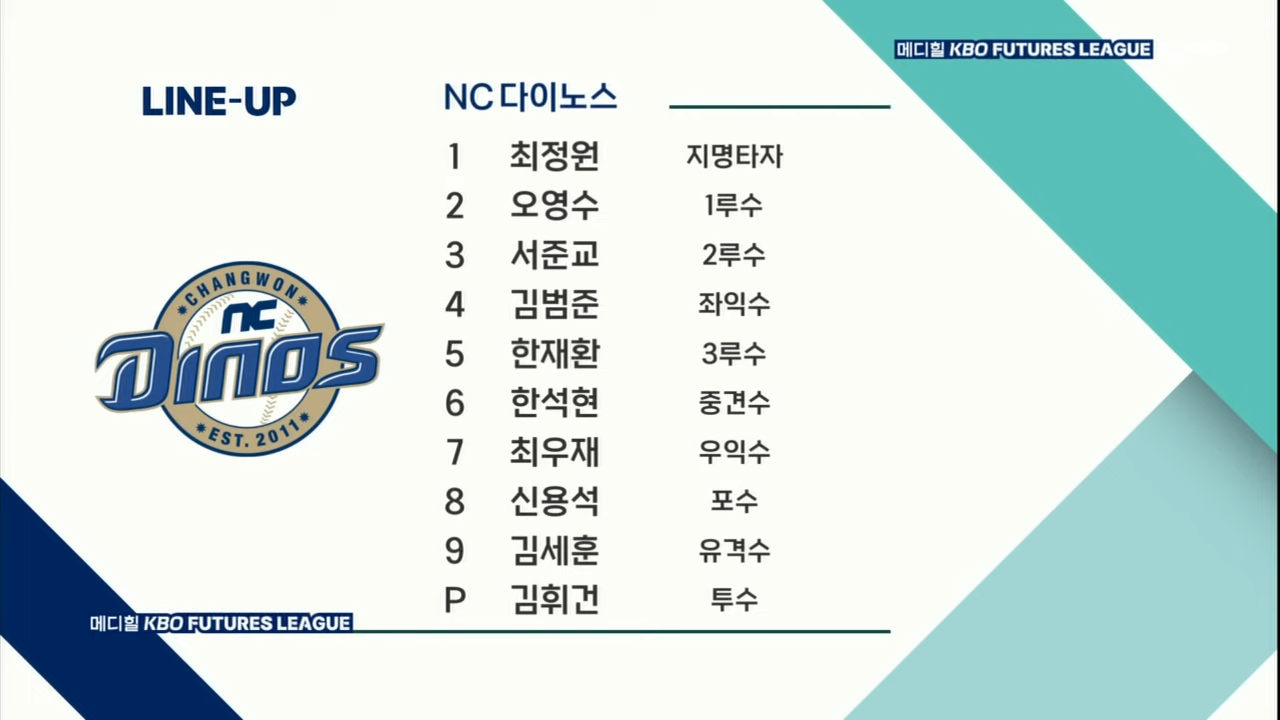 메디힐 KBO FUTURES LEAGUE
LINE-UP
NC 다이노스
1 최정원 지명타자
2 오영수 1루수
3 서준교 2루수
4 김범준 좌익수
5 한재환 3루수
6 한석현 중견수
7 최우재 우익수
8 신용석 포수
9 김세훈 유격수
P 김휘건 투수
CHANGWON
NC
DINOS
EST. 2011
메디힐 KBO FUTURES LEAGUE